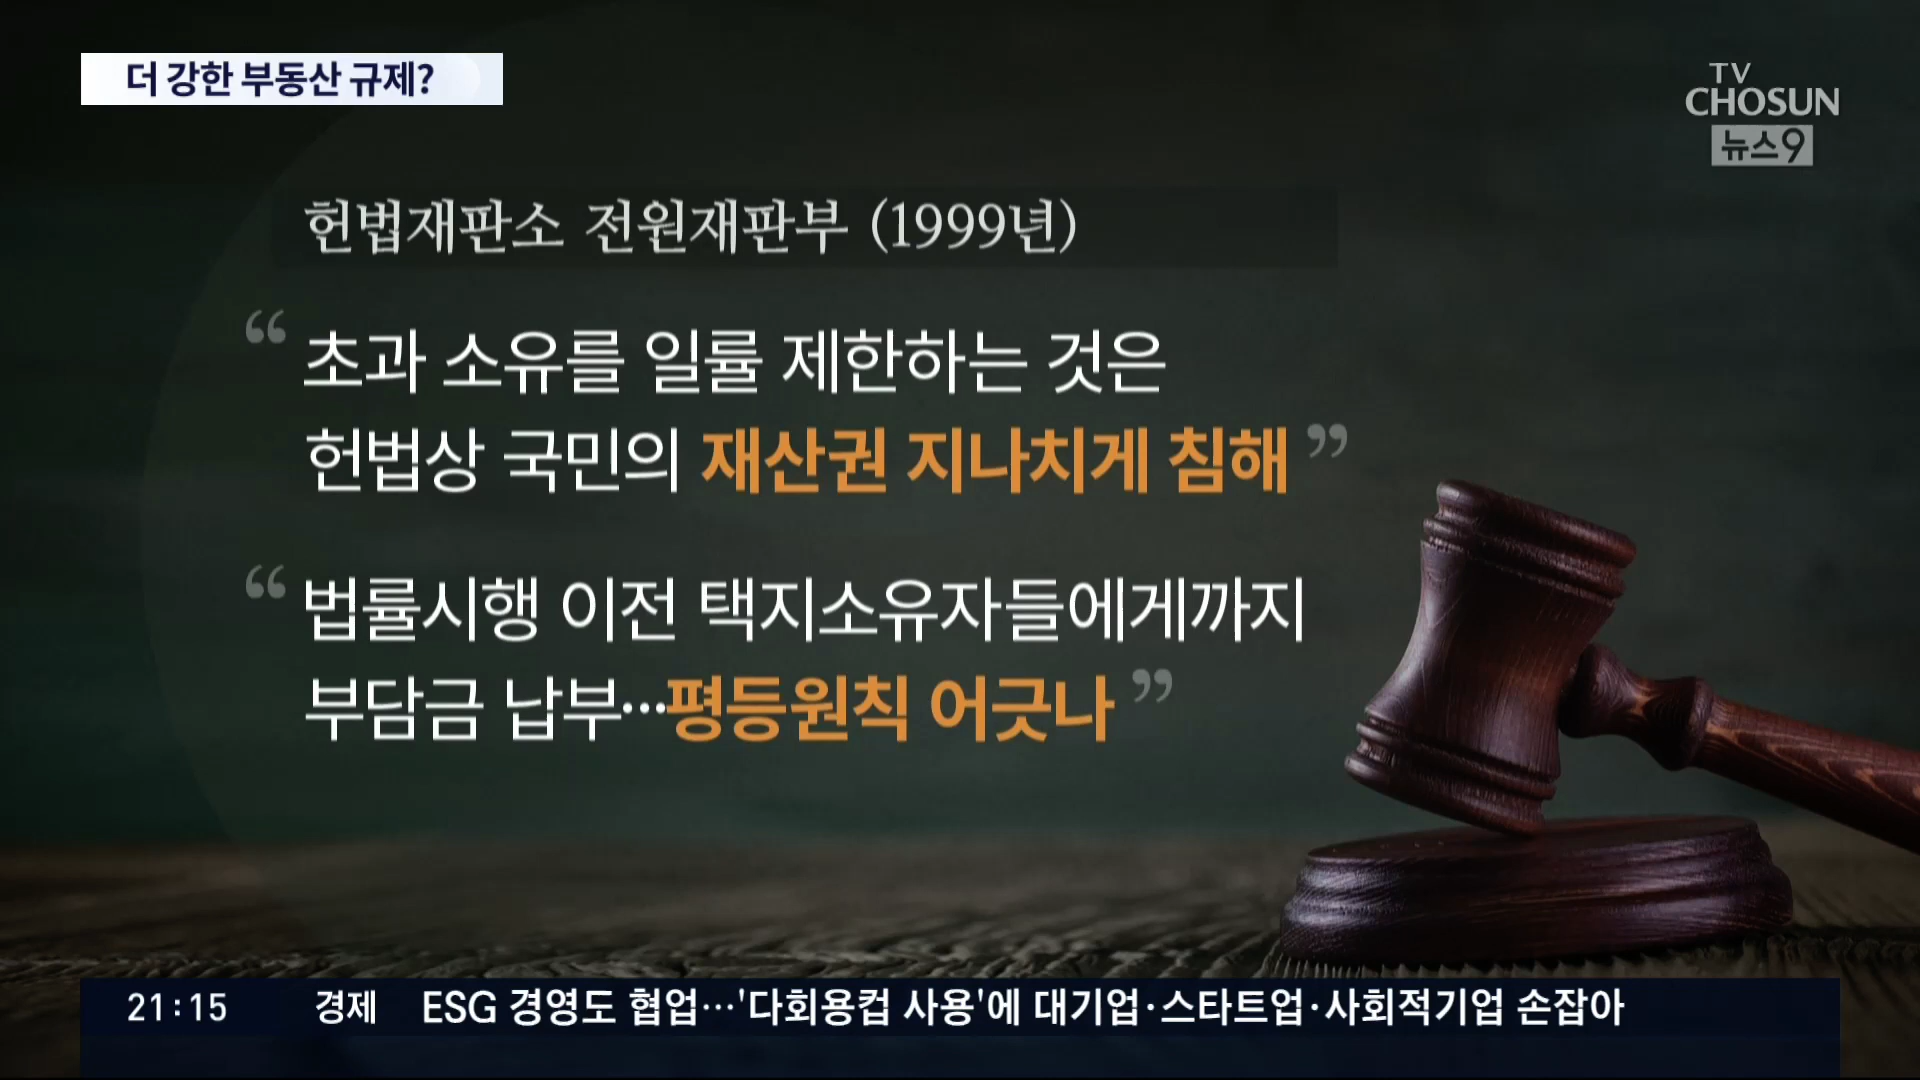 더 강한 부동산 규제?
TV
CHOSUN
뉴스9
헌법재판소 전원재판부 (1999년)
“ 초과 소유를 일률 제한하는 것은
헌법상 국민의 재산권 지나치게 침해 ”
“ 법률시행 이전 택지소유자들에게까지
부담금 납부…평등원칙 어긋나 ”
21:15 경제 ESG 경영도 협업…'다회용컵 사용'에 대기업·스타트업·사회적기업 손잡아